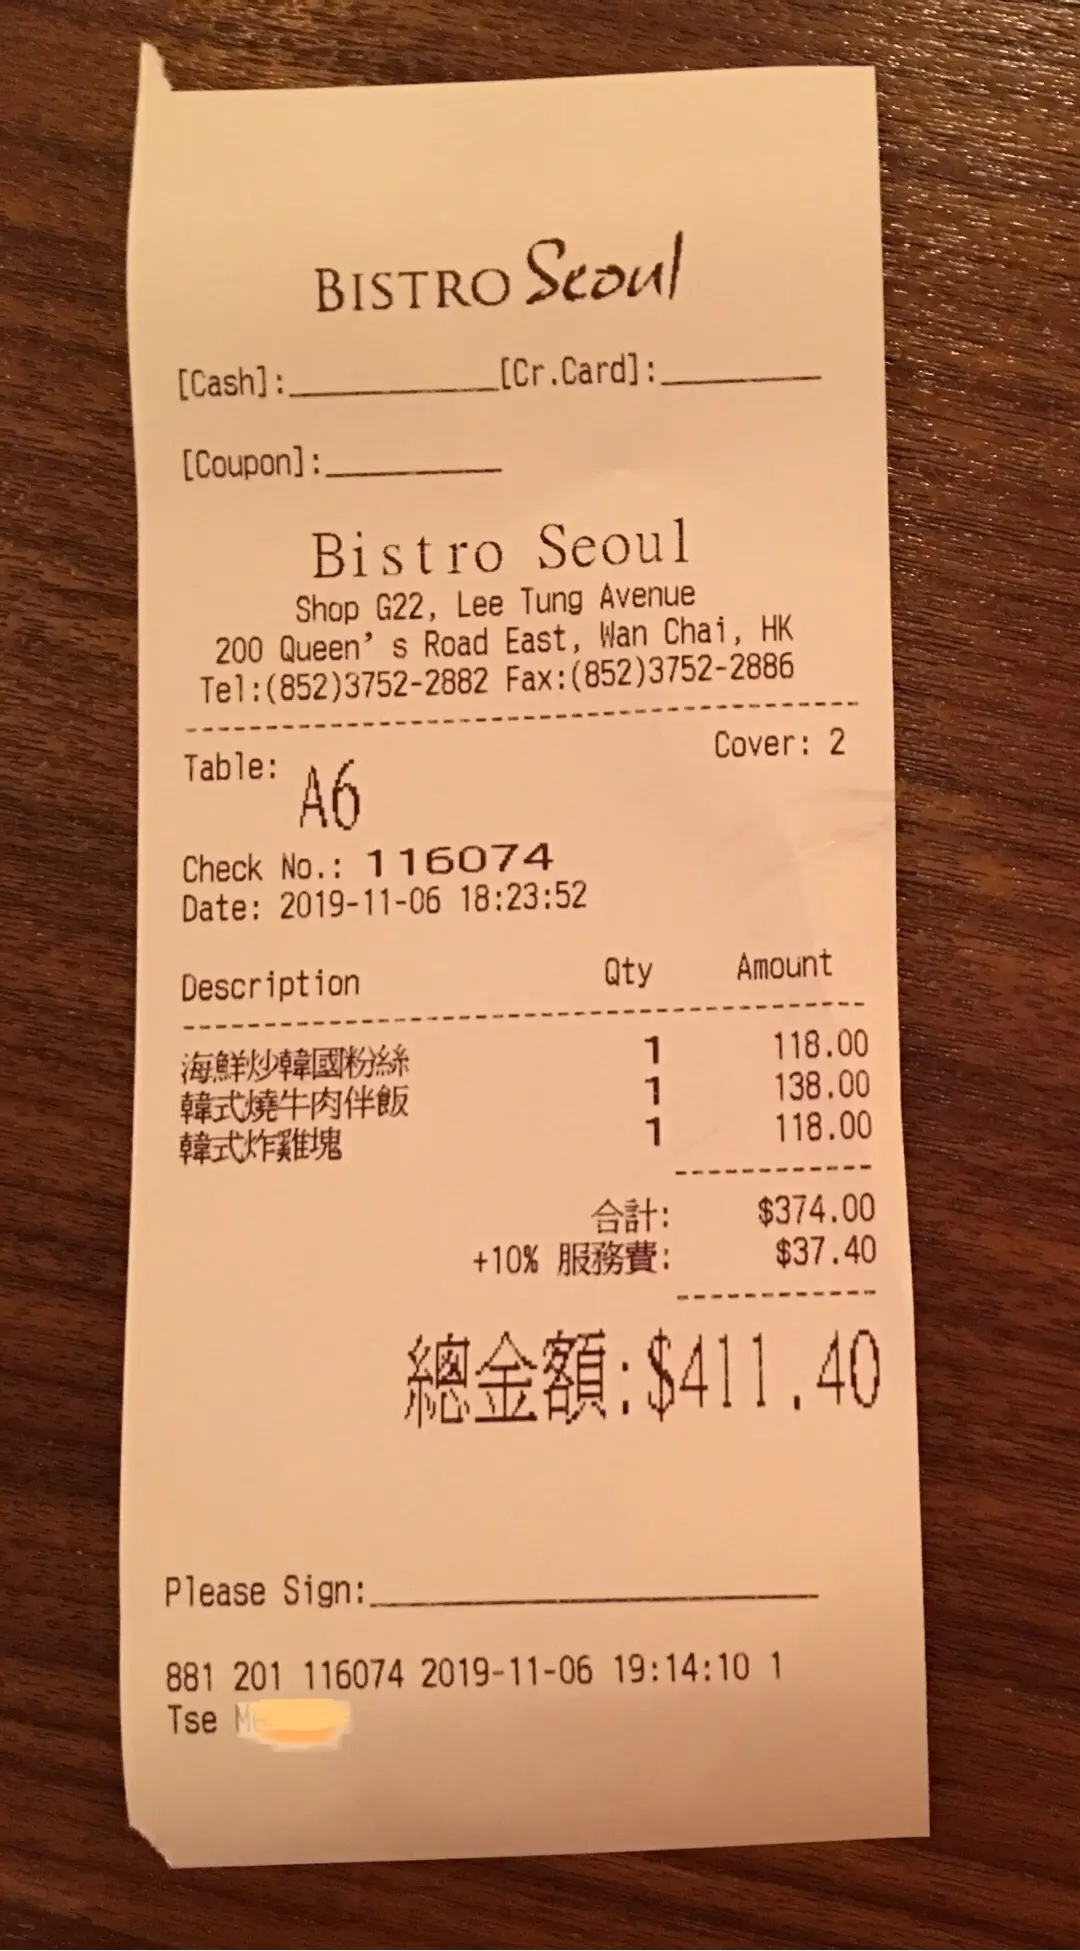 BISTRO Seoul
[Cash]:__________ [Cr.Card]:__________
[Coupon]:__________
Bistro Seoul
Shop G22, Lee Tung Avenue
200 Queen's Road East, Wan Chai, HK
Tel:(852)3752-2882 Fax:(852)3752-2886
Table: A6 Cover: 2
Check No.: 116074
Date: 2019-11-06 18:23:52
Description Qty Amount
海鮮炒韓國粉絲 1 118.00
韓式燒牛肉伴飯 1 138.00
韓式炸雞塊 1 118.00
合計: $374.00
+10% 服務費: $37.40
總金額:$411.40
Please Sign:__________
881 201 116074 2019-11-06 19:14:10 1
Tse